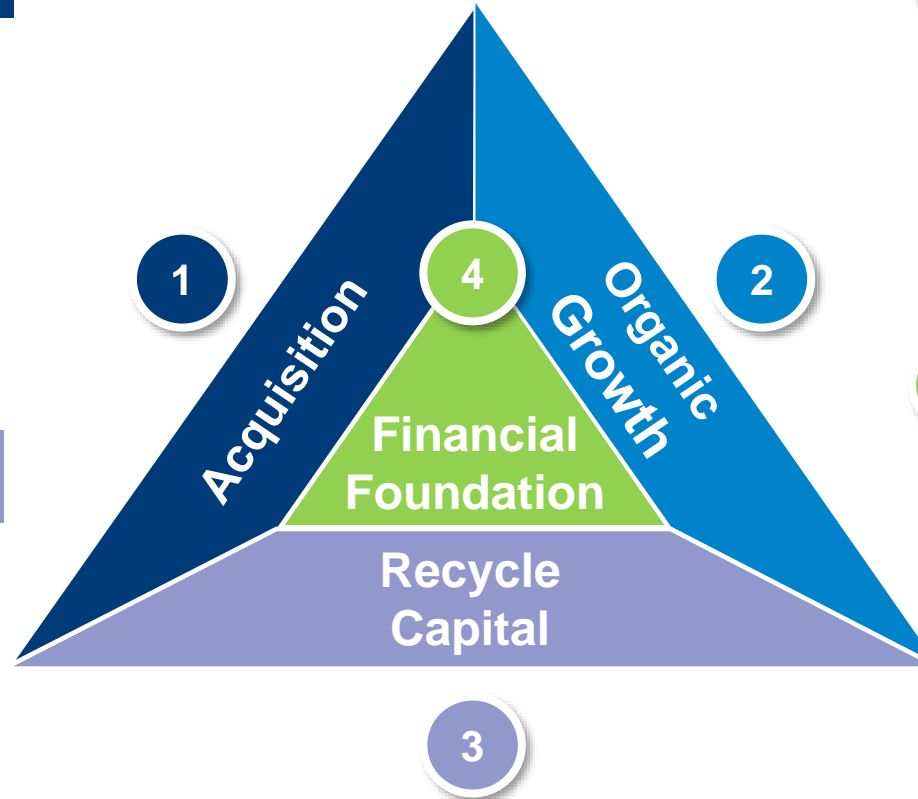 1
Acquisition
2
Organic
Growth
4
Financial
Foundation
Recycle
Capital
3